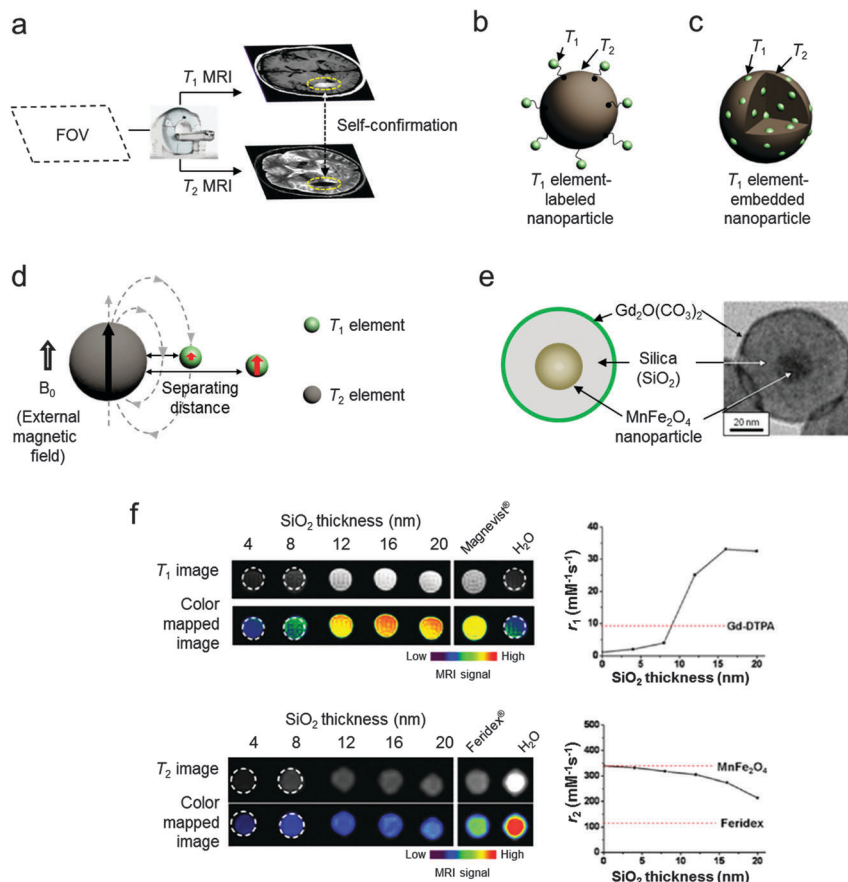 a
T1 MRI
FOV
Self-confirmation
T2 MRI
b
T1 T2
T1 element-
labeled
nanoparticle
c
T1 T2
T1 element-
embedded
nanoparticle
d
B0
(External
magnetic
field)
Separating
distance
T1 element
T2 element
e
Gd2O(CO3)2
Silica
(SiO2)
MnFe2O4
nanoparticle
20 nm
f
SiO2 thickness (nm)
4 8 12 16 20 Magnevist® H2O
T1 image
Color
mapped
image
Low High
MRI signal
r1 (mM-1s-1)
40
30
20
10
0
Gd-DTPA
0 5 10 15 20
SiO2 thickness (nm)
SiO2 thickness (nm)
4 8 12 16 20 Feridex® H2O
T2 image
Color
mapped
image
Low High
MRI signal
r2 (mM-1s-1)
500
400
300
200
100
0
MnFe2O4
Feridex
0 5 10 15 20
SiO2 thickness (nm)